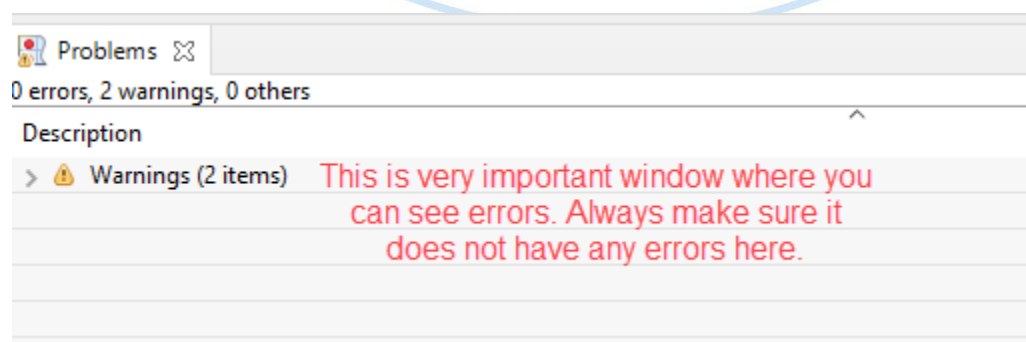 Problems
0 errors, 2 warnings, 0 others
Description
Warnings (2 items)
This is very important window where you
can see errors. Always make sure it
does not have any errors here.